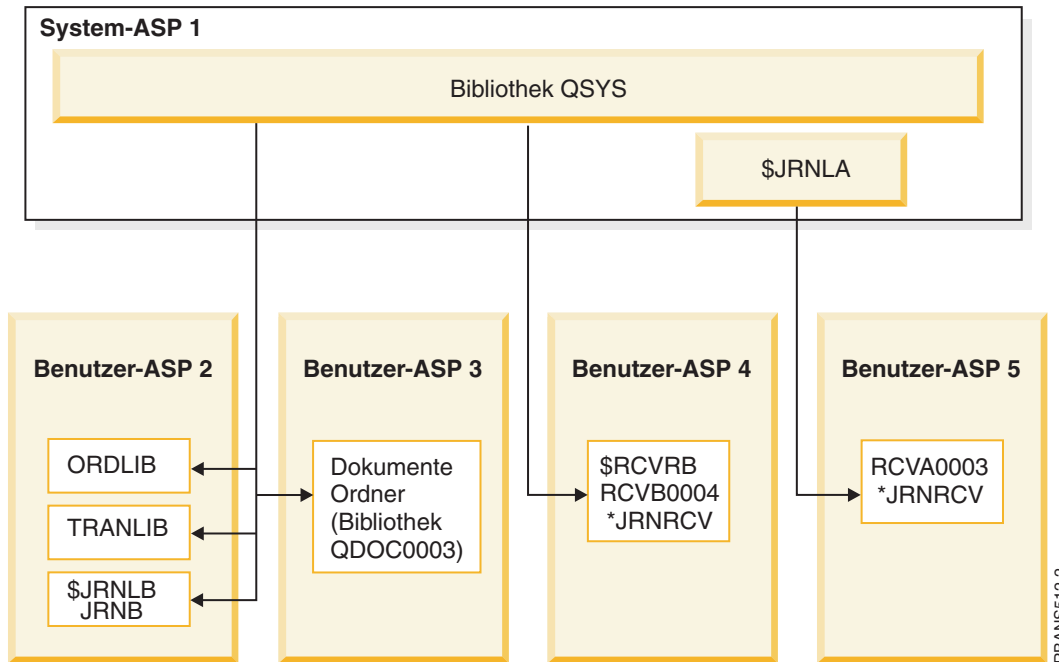 System-ASP 1
Bibliothek QSYS
$JRNLA
Benutzer-ASP 2
ORDLIB
TRANLIB
$JRNLB
JRNB
Benutzer-ASP 3
Dokumente
Ordner
(Bibliothek
QDOC0003)
Benutzer-ASP 4
$RCVRB
RCVB0004
*JRNRCV
Benutzer-ASP 5
RCVA0003
*JRNRCV